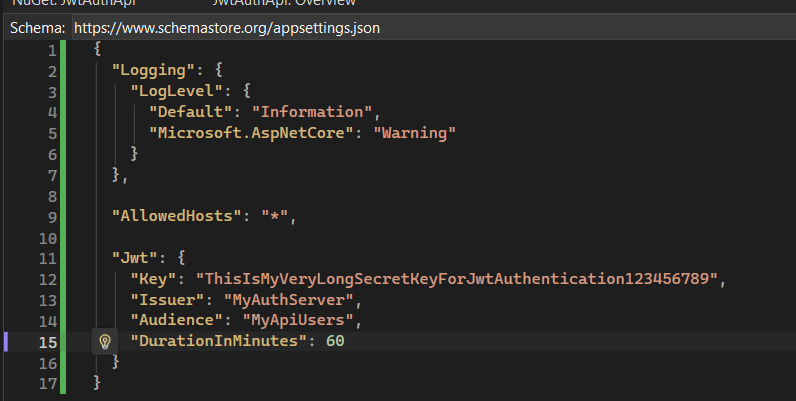 NuGet: JwtAuthApi JwtAuthApi: Overview
Schema: https://www.schemastore.org/appsettings.json
1 {
2 "Logging": {
3 "LogLevel": {
4 "Default": "Information",
5 "Microsoft.AspNetCore": "Warning"
6 }
7 },
8
9 "AllowedHosts": "*",
10
11 "Jwt": {
12 "Key": "ThisIsMyVeryLongSecretKeyForJwtAuthentication123456789",
13 "Issuer": "MyAuthServer",
14 "Audience": "MyApiUsers",
15 "DurationInMinutes": 60
16 }
17 }